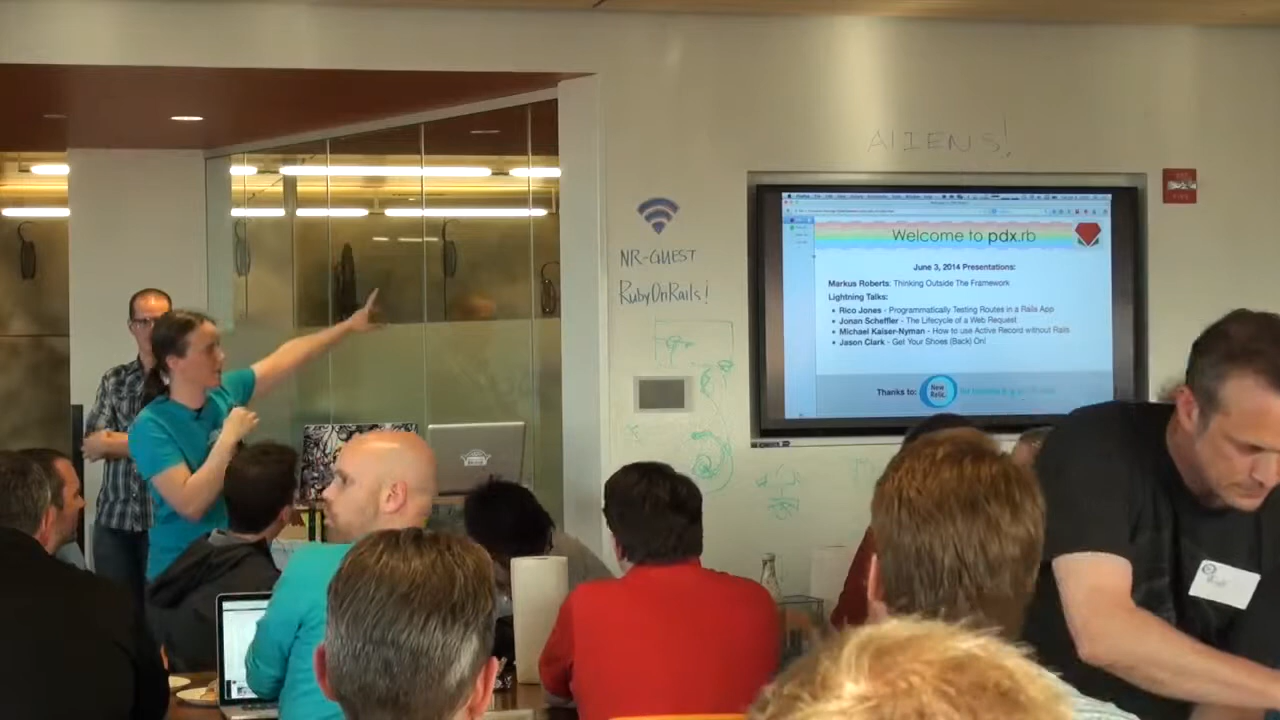 AlIENS!
NR-GUEST
RubyOnRails!
Welcome to pdx.rb
June 3, 2014 Presentations:
Markus Roberts: Thinking Outside The Framework
Lightning Talks:
Rico Jones - Programmatically Testing Routes in a Rails App
Jonan Scheffler - The Lifecycle of a Web Request
Michael Kaiser-Nyman - How to use Active Record without Rails
Jason Clark - Get Your Shoes (Back) On!
Thanks to:
New Relic.